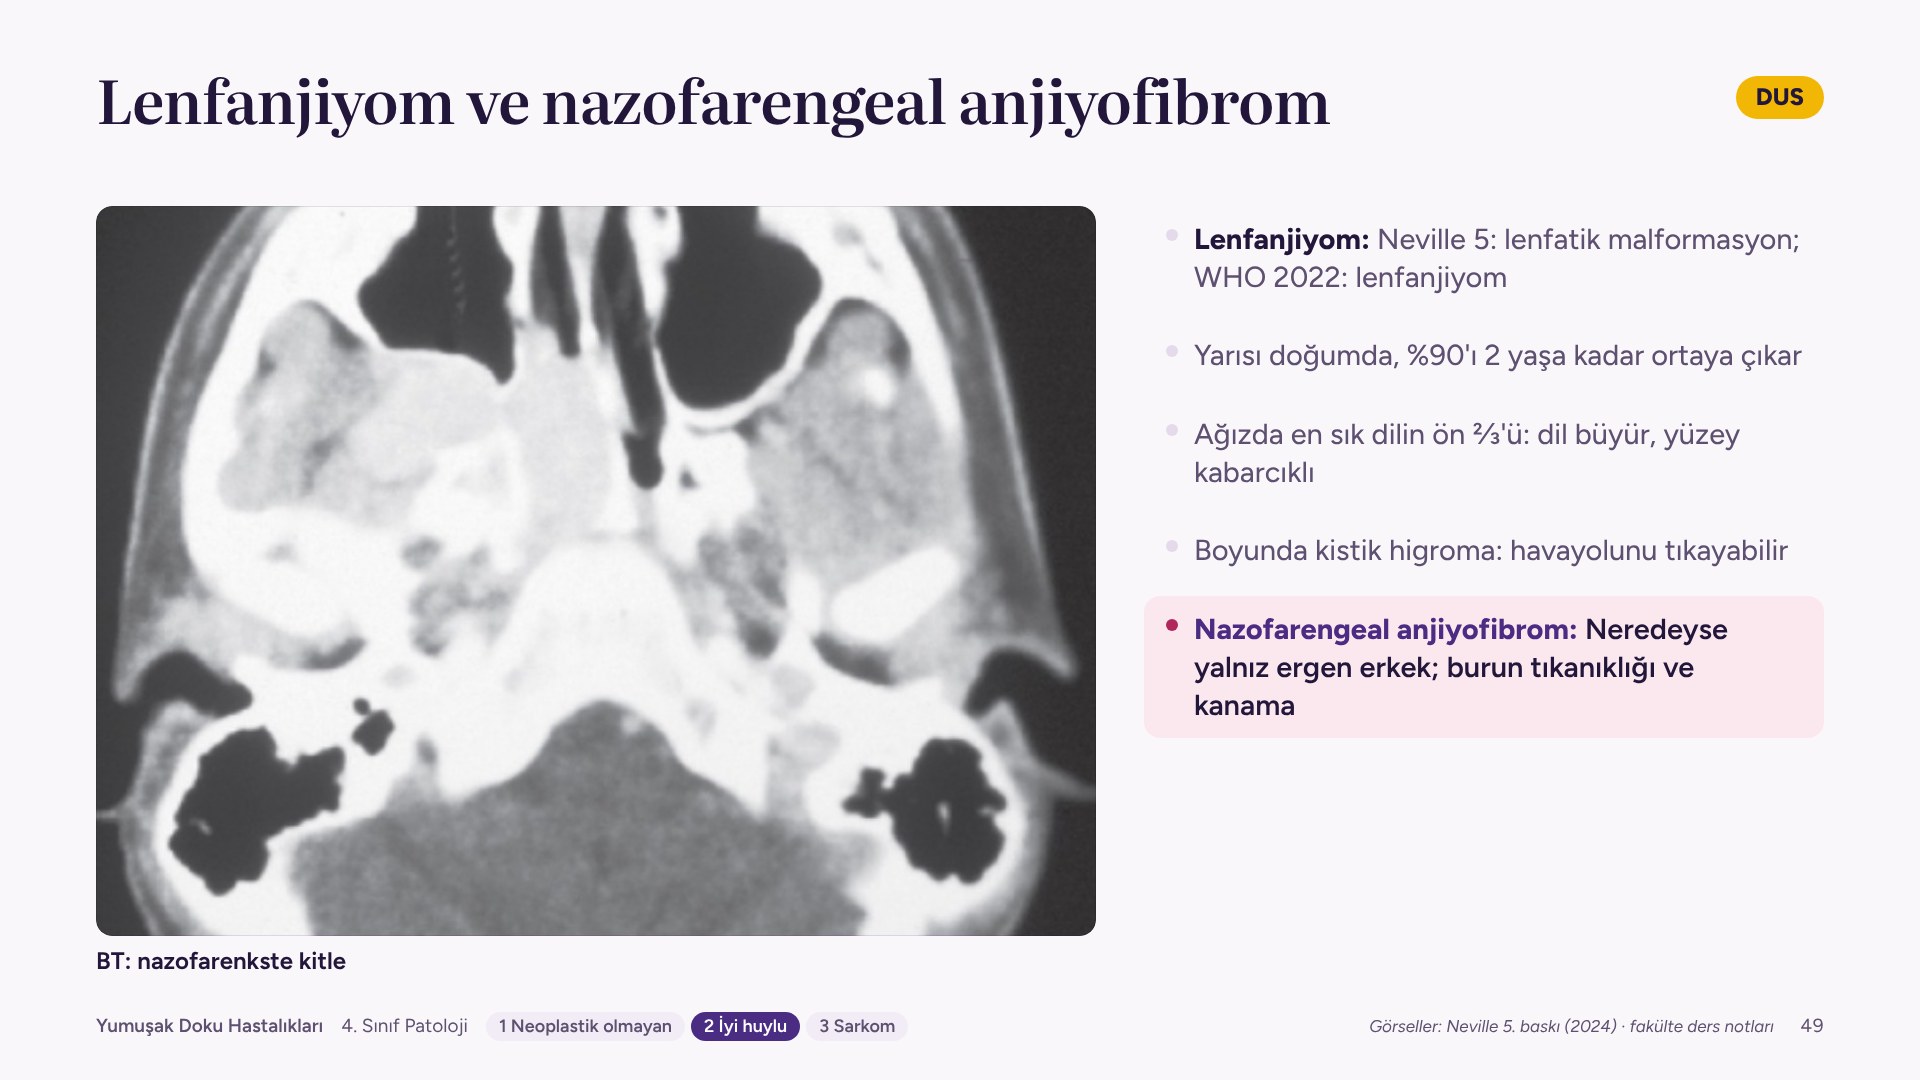 Lenfanjiyom ve nazofarengeal anjiyofibrom
DUS
Lenfanjiyom: Neville 5: lenfatik malformasyon;
WHO 2022: lenfanjiyom
Yarısı doğumda, %90'ı 2 yaşa kadar ortaya çıkar
Ağızda en sık dilin ön ⅔'ü: dil büyür, yüzey
kabarcıklı
Boyunda kistik higroma: havayolunu tıkayabilir
Nazofarengeal anjiyofibrom: Neredeyse
yalnız ergen erkek; burun tıkanıklığı ve
kanama
BT: nazofarenkste kitle
Yumuşak Doku Hastalıkları 4. Sınıf Patoloji 1 Neoplastik olmayan 2 İyi huylu 3 Sarkom
Görseller: Neville 5. baskı (2024) · fakülte ders notları 49